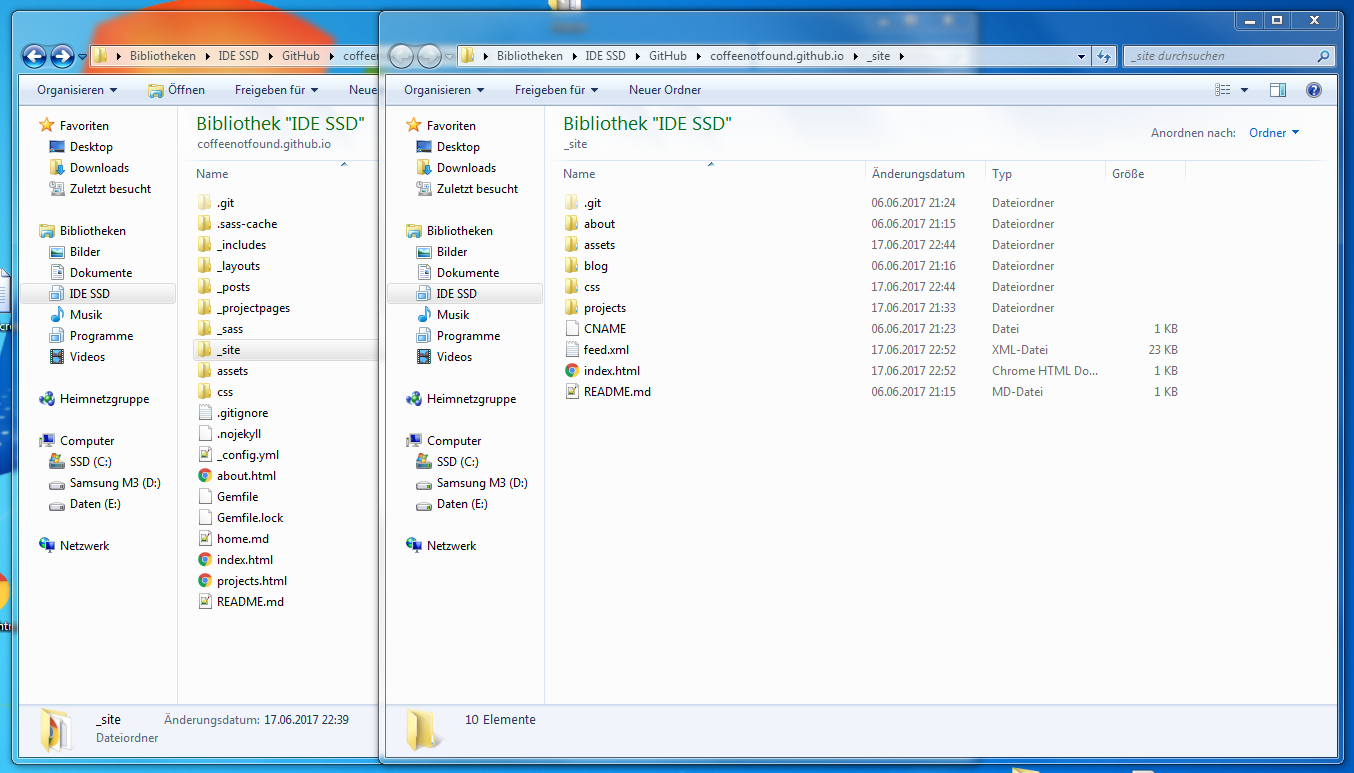 Bibliotheken IDE SSD GitHub coffeen
Organisieren Öffnen Freigeben für Neue
Favoriten
Desktop
Downloads
Zuletzt besucht
Bibliotheken
Bilder
Dokumente
IDE SSD
Musik
Programme
Videos
Heimnetzgruppe
Computer
SSD (C:)
Samsung M3 (D:)
Daten (E:)
Netzwerk
Bibliothek "IDE SSD"
coffeenotfound.github.io
Name
.git
.sass-cache
_includes
_layouts
_posts
_projectpages
_sass
_site
assets
css
.gitignore
.nojekyll
_config.yml
about.html
Gemfile
Gemfile.lock
home.md
index.html
projects.html
README.md
_site Änderungsdatum: 17.06.2017 22:39
Dateiordner
Bibliotheken IDE SSD GitHub coffeenotfound.github.io _site
_site durchsuchen
Organisieren Freigeben für Neuer Ordner
Favoriten
Desktop
Downloads
Zuletzt besucht
Bibliotheken
Bilder
Dokumente
IDE SSD
Musik
Programme
Videos
Heimnetzgruppe
Computer
SSD (C:)
Samsung M3 (D:)
Daten (E:)
Netzwerk
Bibliothek "IDE SSD"
_site
Anordnen nach: Ordner
Name Änderungsdatum Typ Größe
.git 06.06.2017 21:24 Dateiordner
about 06.06.2017 21:15 Dateiordner
assets 17.06.2017 22:44 Dateiordner
blog 06.06.2017 21:16 Dateiordner
css 17.06.2017 22:44 Dateiordner
projects 17.06.2017 21:33 Dateiordner
CNAME 06.06.2017 21:23 Datei 1 KB
feed.xml 17.06.2017 22:52 XML-Datei 23 KB
index.html 17.06.2017 22:52 Chrome HTML Do... 1 KB
README.md 06.06.2017 21:15 MD-Datei 1 KB
10 Elemente